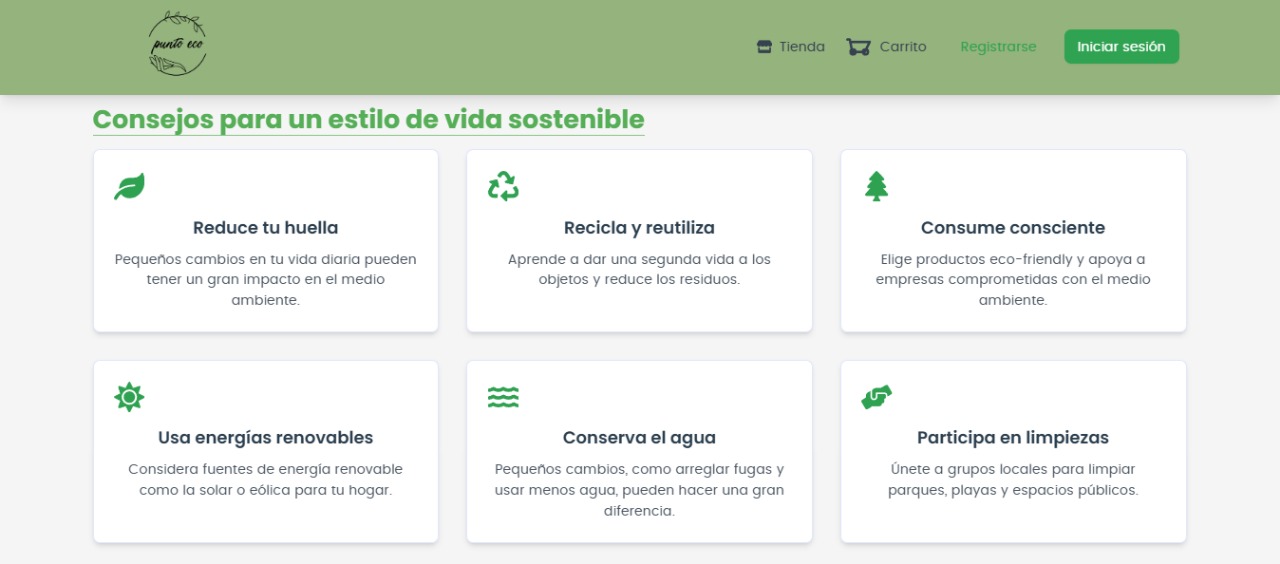 punto eco
Tienda
Carrito
Registrarse
Iniciar sesión
Consejos para un estilo de vida sostenible
Reduce tu huella
Pequeños cambios en tu vida diaria pueden
tener un gran impacto en el medio
ambiente.
Recicla y reutiliza
Aprende a dar una segunda vida a los
objetos y reduce los residuos.
Consume consciente
Elige productos eco-friendly y apoya a
empresas comprometidas con el medio
ambiente.
Usa energías renovables
Considera fuentes de energía renovable
como la solar o eólica para tu hogar.
Conserva el agua
Pequeños cambios, como arreglar fugas y
usar menos agua, pueden hacer una gran
diferencia.
Participa en limpiezas
Únete a grupos locales para limpiar
parques, playas y espacios públicos.